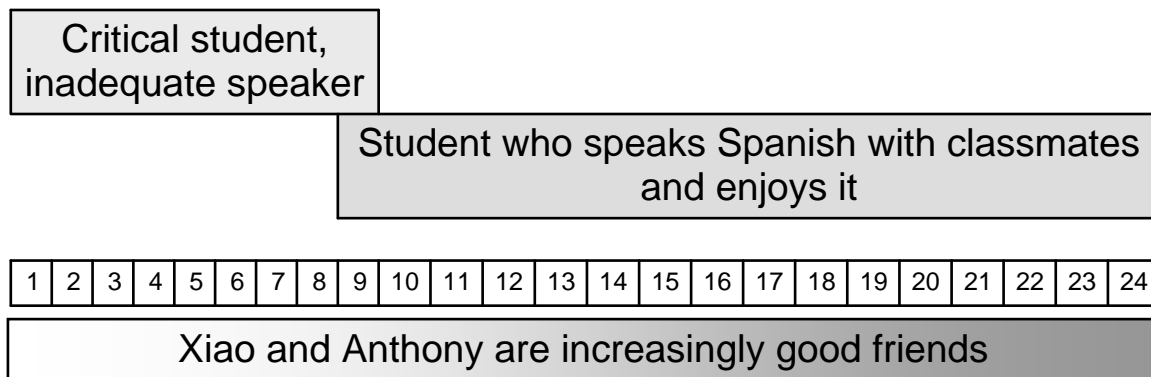 Critical student,
inadequate speaker
Student who speaks Spanish with classmates
and enjoys it
1 2 3 4 5 6 7 8 9 10 11 12 13 14 15 16 17 18 19 20 21 22 23 24
Xiao and Anthony are increasingly good friends